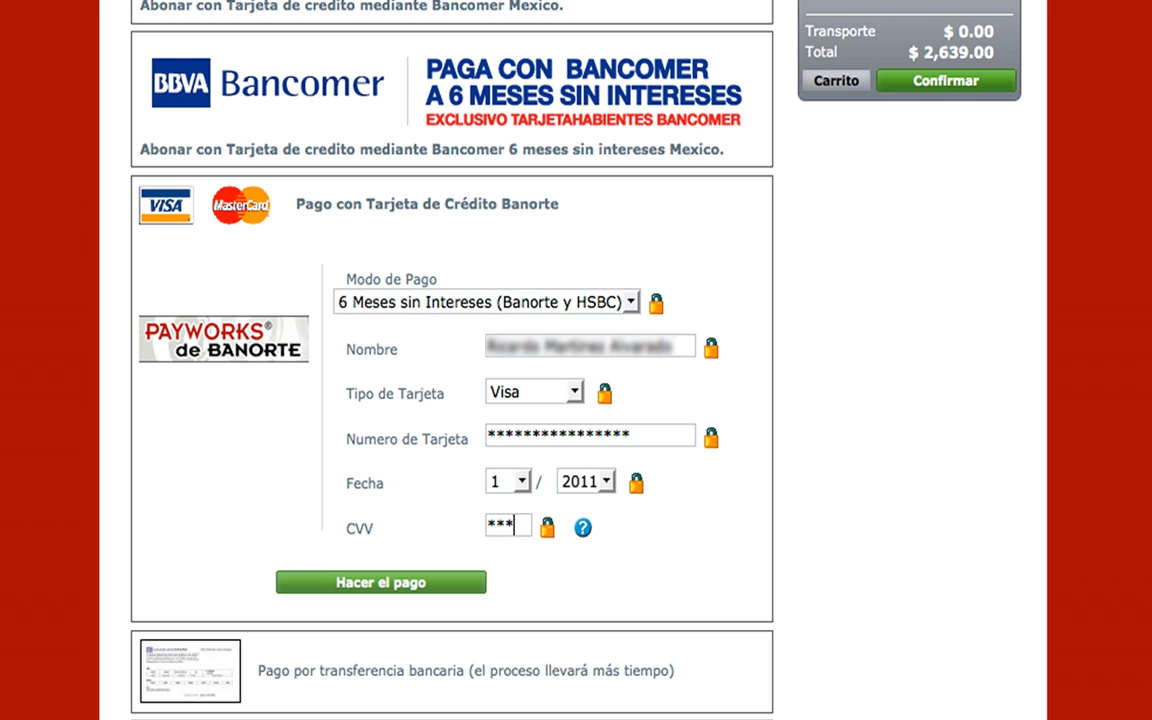 Abonar con Tarjeta de crédito mediante Bancomer Mexico.
Transporte $ 0.00
Total $ 2,639.00
Carrito Confirmar
BBVA Bancomer
PAGA CON BANCOMER
A 6 MESES SIN INTERESES
EXCLUSIVO TARJETAHABIENTES BANCOMER
Abonar con Tarjeta de credito mediante Bancomer 6 meses sin intereses Mexico.
VISA MasterCard Pago con Tarjeta de Crédito Banorte
Modo de Pago
6 Meses sin Intereses (Banorte y HSBC)
PAYWORKS®
de BANORTE
Nombre
Tipo de Tarjeta Visa
Numero de Tarjeta ****************
Fecha 1 / 2011
CVV *** ?
Hacer el pago
Pago por transferencia bancaria (el proceso llevará más tiempo)